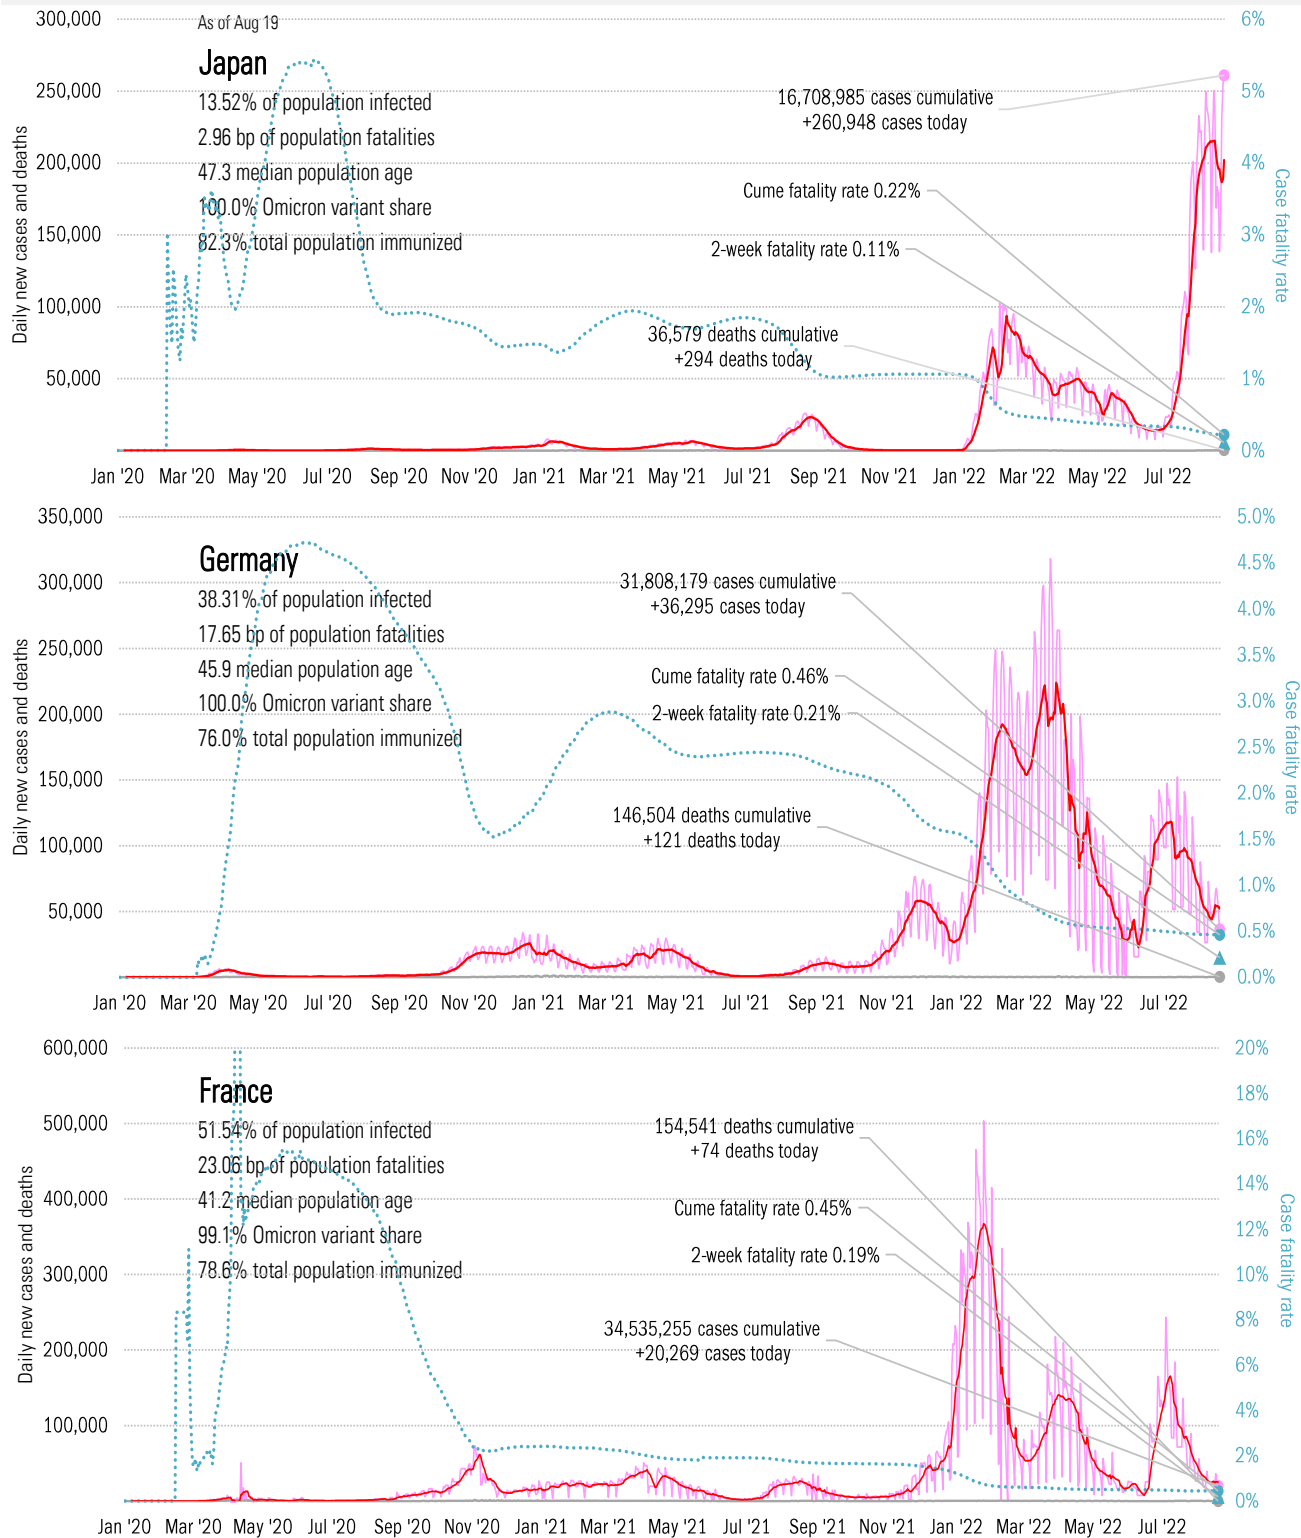 As of Aug 19
Japan
13.52% of population infected
2.96 bp of population fatalities
47.3 median population age
100.0% Omicron variant share
82.3% total population immunized
Daily new cases and deaths
300,000
250,000
200,000
150,000
100,000
50,000
16,708,985 cases cumulative
+260,948 cases today
Cume fatality rate 0.22%
2-week fatality rate 0.11%
36,579 deaths cumulative
+294 deaths today
6%
5%
4%
3%
2%
1%
0%
Case fatality rate
Jan '20 Mar '20 May '20 Jul '20 Sep '20 Nov '20 Jan '21 Mar '21 May '21 Jul '21 Sep '21 Nov '21 Jan '22 Mar '22 May '22 Jul '22
Germany
38.31% of population infected
17.65 bp of population fatalities
45.9 median population age
100.0% Omicron variant share
76.0% total population immunized
Daily new cases and deaths
350,000
300,000
250,000
200,000
150,000
100,000
50,000
31,808,179 cases cumulative
+36,295 cases today
Cume fatality rate 0.46%
2-week fatality rate 0.21%
146,504 deaths cumulative
+121 deaths today
5.0%
4.5%
4.0%
3.5%
3.0%
2.5%
2.0%
1.5%
1.0%
0.5%
0.0%
Case fatality rate
Jan '20 Mar '20 May '20 Jul '20 Sep '20 Nov '20 Jan '21 Mar '21 May '21 Jul '21 Sep '21 Nov '21 Jan '22 Mar '22 May '22 Jul '22
France
51.54% of population infected
23.06 bp of population fatalities
41.2 median population age
99.1% Omicron variant share
78.6% total population immunized
Daily new cases and deaths
600,000
500,000
400,000
300,000
200,000
100,000
154,541 deaths cumulative
+74 deaths today
Cume fatality rate 0.45%
2-week fatality rate 0.19%
34,535,255 cases cumulative
+20,269 cases today
20%
18%
16%
14%
12%
10%
8%
6%
4%
2%
0%
Case fatality rate
Jan '20 Mar '20 May '20 Jul '20 Sep '20 Nov '20 Jan '21 Mar '21 May '21 Jul '21 Sep '21 Nov '21 Jan '22 Mar '22 May '22 Jul '22